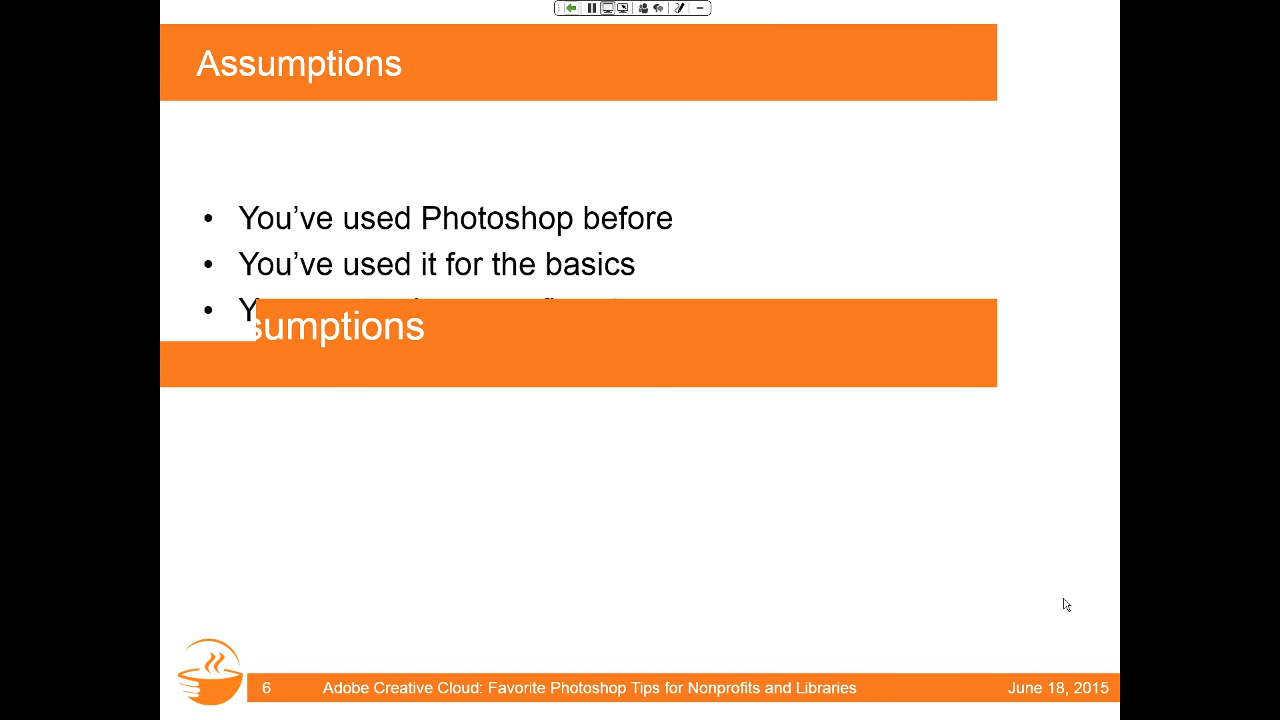 Assumptions
• You’ve used Photoshop before
• You’ve used it for the basics
sumptions
6 Adobe Creative Cloud: Favorite Photoshop Tips for Nonprofits and Libraries June 18, 2015